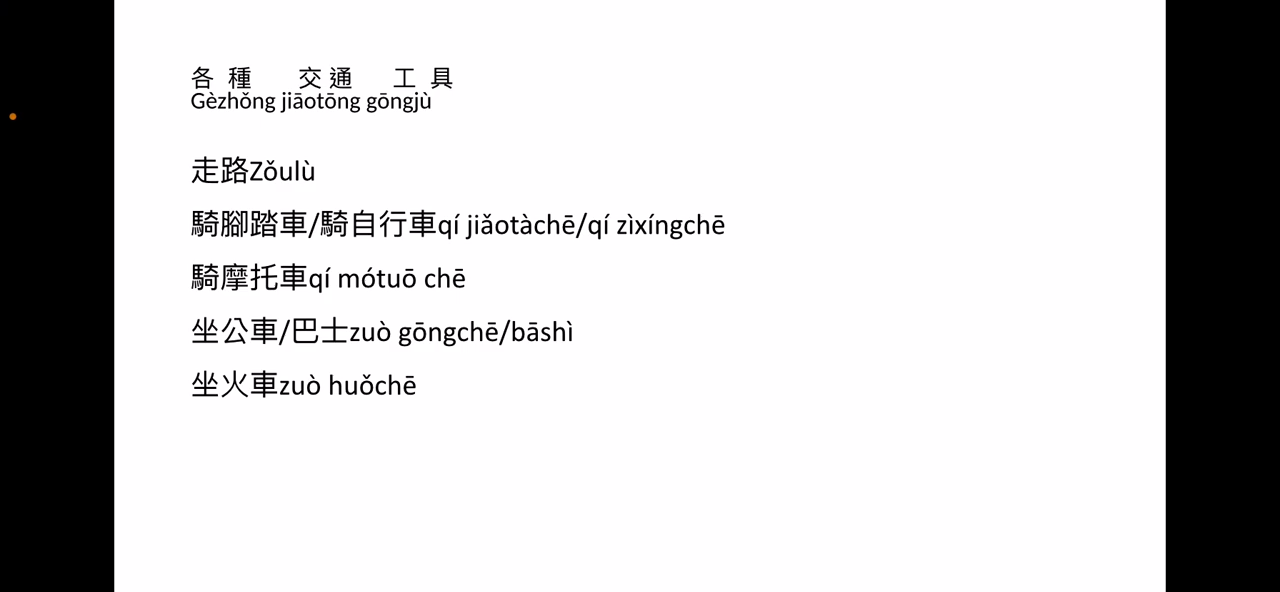 各種 交通 工具
Gèzhǒng jiāotōng gōngjù
走路Zǒulù
騎腳踏車/騎自行車qí jiǎotàchē/qí zìxíngchē
騎摩托車qí mótuō chē
坐公車/巴士zuò gōngchē/bāshì
坐火車zuò huǒchē